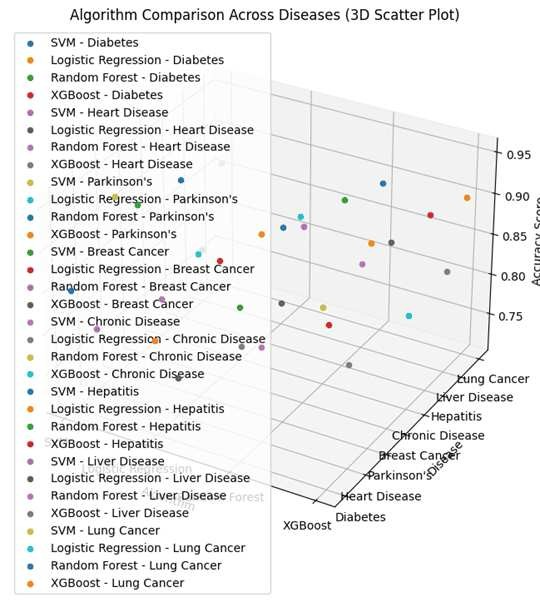 Algorithm Comparison Across Diseases (3D Scatter Plot)
SVM - Diabetes
Logistic Regression - Diabetes
Random Forest - Diabetes
XGBoost - Diabetes
SVM - Heart Disease
Logistic Regression - Heart Disease
Random Forest - Heart Disease
XGBoost - Heart Disease
SVM - Parkinson's
Logistic Regression - Parkinson's
Random Forest - Parkinson's
XGBoost - Parkinson's
SVM - Breast Cancer
Logistic Regression - Breast Cancer
Random Forest - Breast Cancer
XGBoost - Breast Cancer
SVM - Chronic Disease
Logistic Regression - Chronic Disease
Random Forest - Chronic Disease
XGBoost - Chronic Disease
SVM - Hepatitis
Logistic Regression - Hepatitis
Random Forest - Hepatitis
XGBoost - Hepatitis
SVM - Liver Disease
Logistic Regression - Liver Disease
Random Forest - Liver Disease
XGBoost - Liver Disease
SVM - Lung Cancer
Logistic Regression - Lung Cancer
Random Forest - Lung Cancer
XGBoost - Lung Cancer
0.95
0.90
0.85
0.80
0.75
Accuracy Score
Lung Cancer
Liver Disease
Hepatitis
Chronic Disease
Breast Cancer
Parkinson's
Heart Disease
Diabetes
Disease
Logistic Regression
Forest
XGBoost